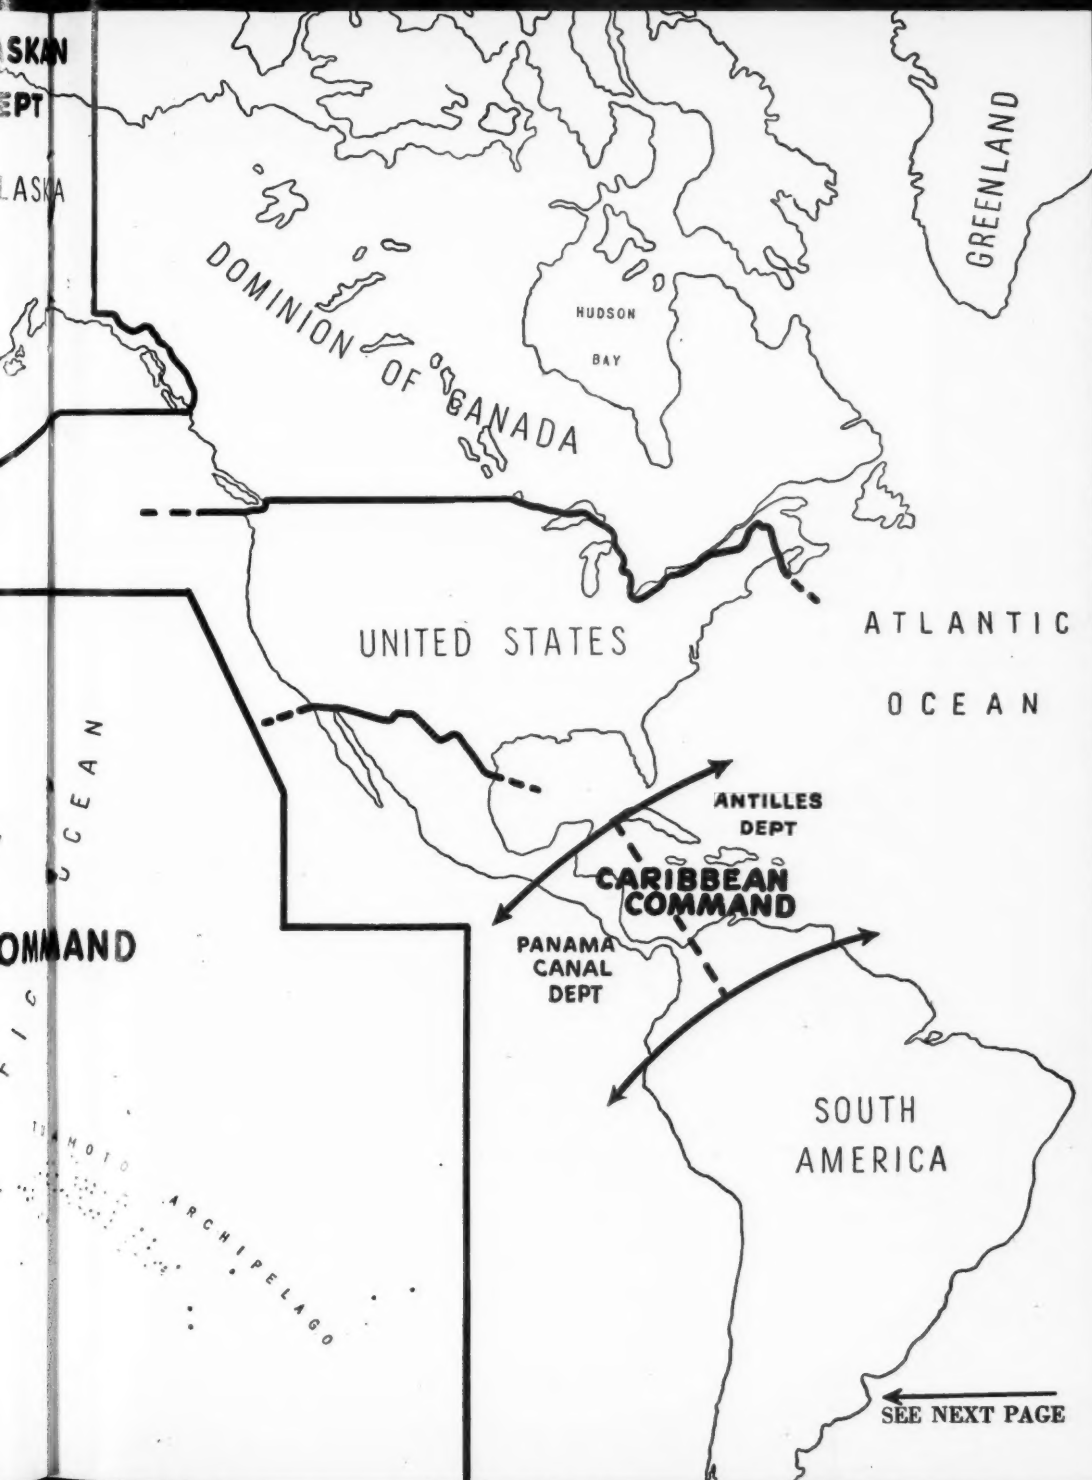 ASKAN
EPT
LASKA
GREENLAND
DOMINION OF CANADA
HUDSON
BAY
UNITED STATES
ATLANTIC
OCEAN
OCEAN
ANTILLES
DEPT
CARIBBEAN
COMMAND
OMMAND
PANAMA
CANAL
DEPT
SOUTH
AMERICA
ARCHIPELAGO
SEE NEXT PAGE